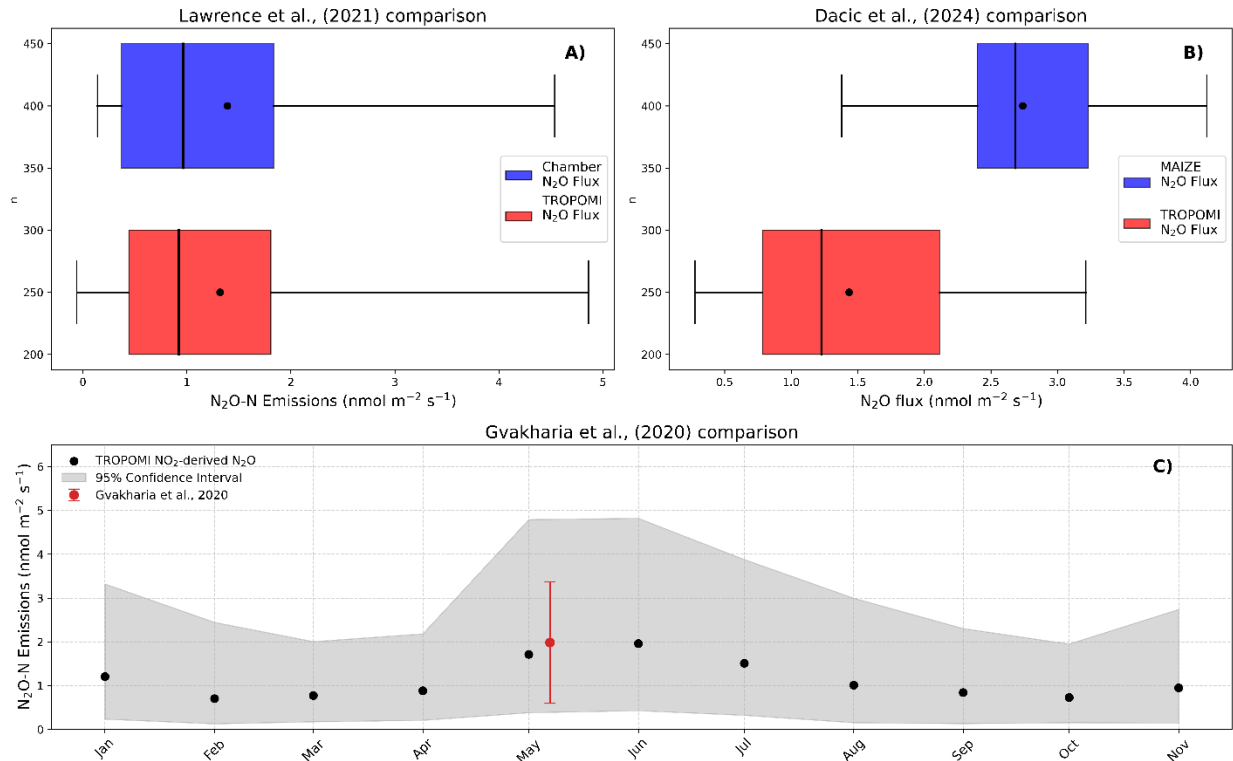 Lawrence et al., (2021) comparison
A)
450
400
350
300
250
200
n
Chamber
N₂O Flux
TROPOMI
N₂O Flux
0 1 2 3 4 5
N₂O-N Emissions (nmol m⁻² s⁻¹)
Dacic et al., (2024) comparison
B)
450
400
350
300
250
200
n
MAIZE
N₂O Flux
TROPOMI
N₂O Flux
0.5 1.0 1.5 2.0 2.5 3.0 3.5 4.0
N₂O flux (nmol m⁻² s⁻¹)
Gvakharia et al., (2020) comparison
C)
TROPOMI NO₂-derived N₂O
95% Confidence Interval
Gvakharia et al., 2020
N₂O-N Emissions (nmol m⁻² s⁻¹)
6
5
4
3
2
1
0
Jan Feb Mar Apr May Jun Jul Aug Sep Oct Nov